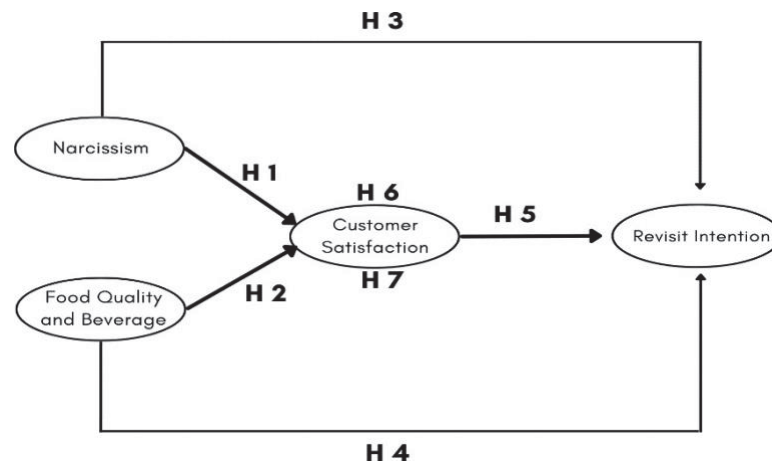 H 3
Narcissism
H 1
H 6
Customer
Satisfaction
H 5
Revisit Intention
H 7
H 2
Food Quality
and Beverage
H 4